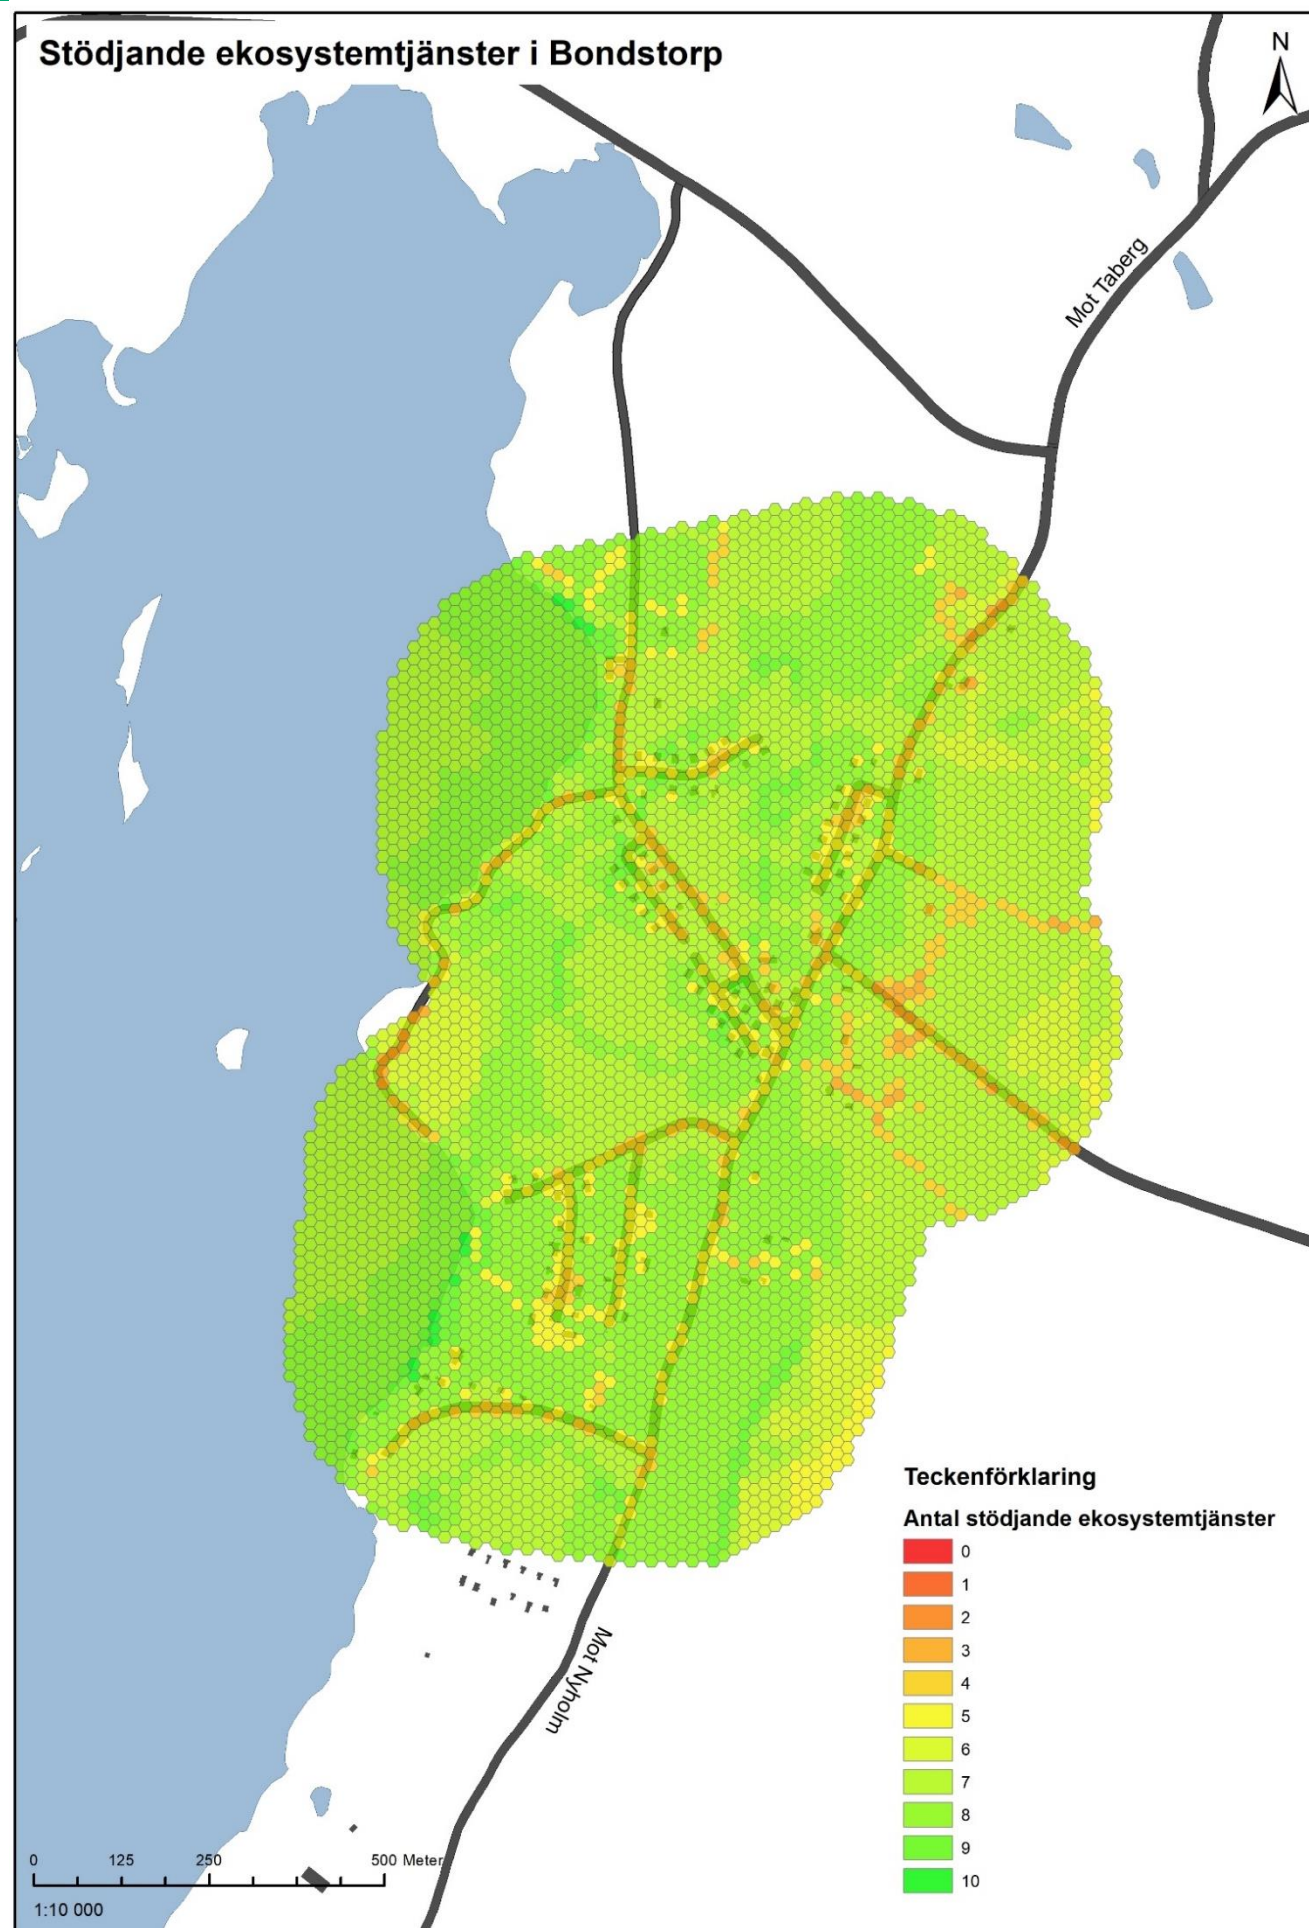 Stödjande ekosystemtjänster i Bondstorp
N
Mot Taberg
Mot Nyholm
Teckenförklaring
Antal stödjande ekosystemtjänster
0
1
2
3
4
5
6
7
8
9
10
0 125 250 500 Meter
1:10 000